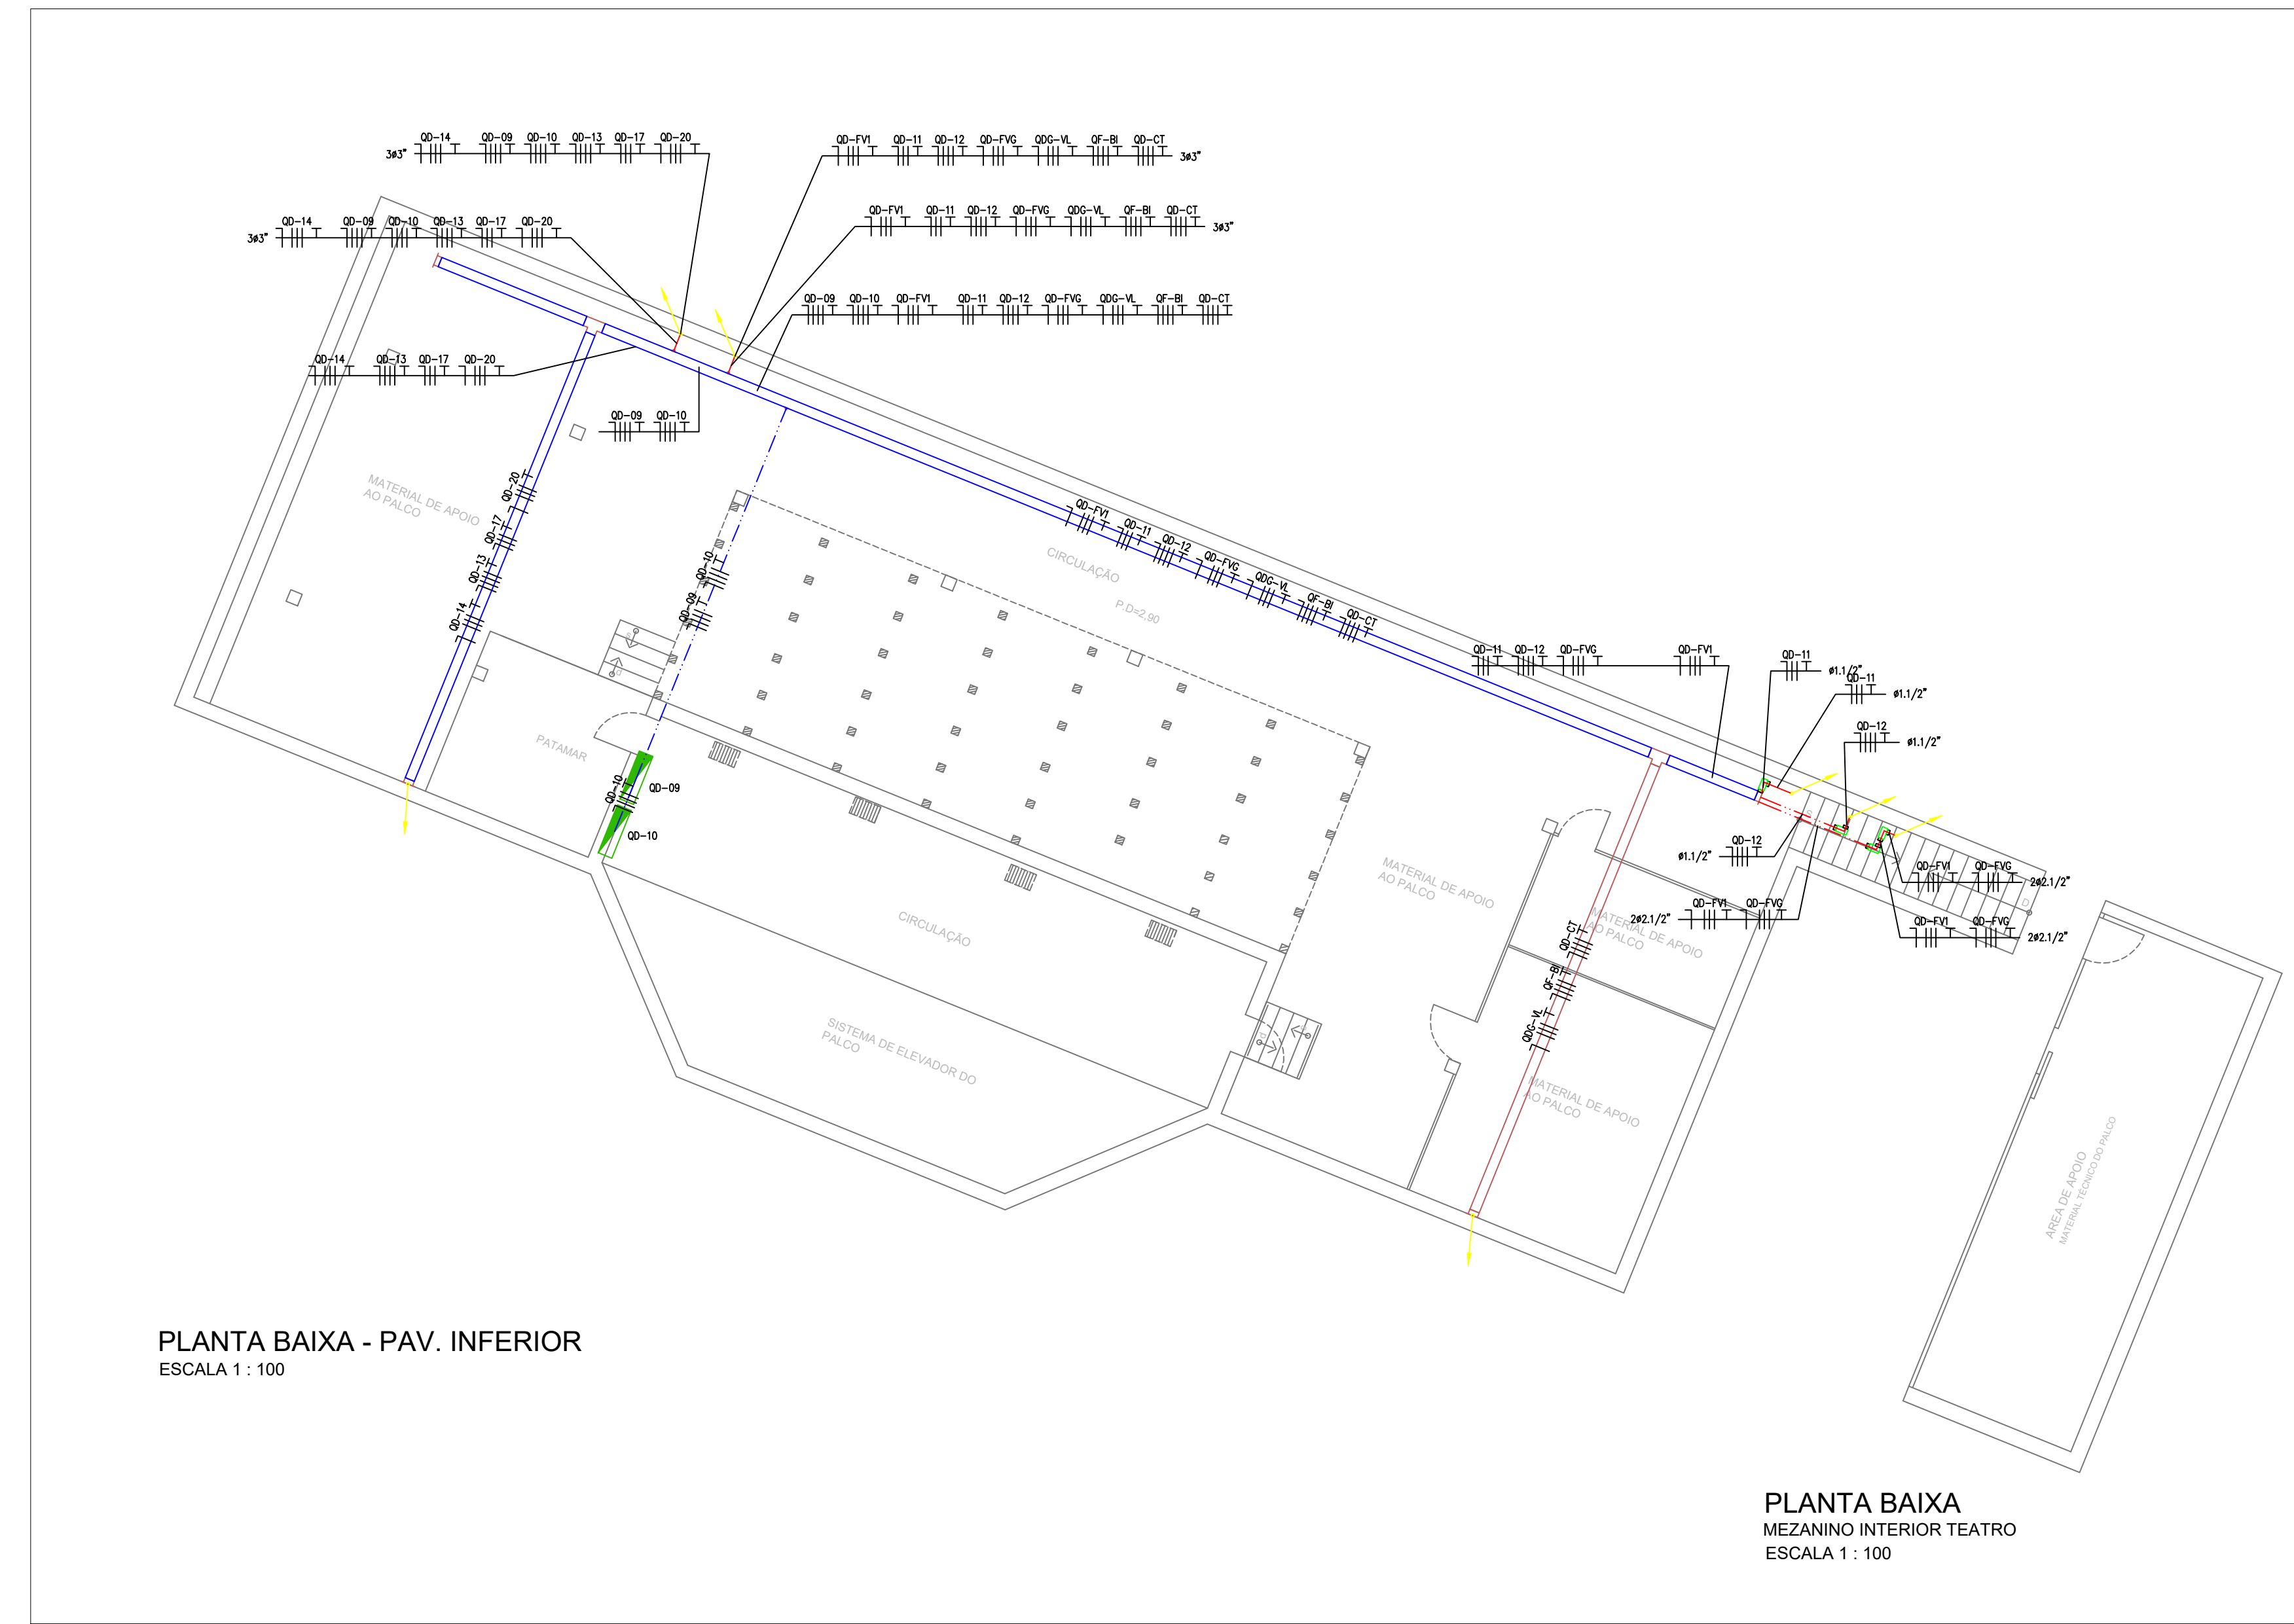 QD-14 QD-09 QD-10 QD-13 QD-17 QD-20
3ø3"
QD-FV1 QD-11 QD-12 QD-FVG QDG-VL QF-BI QD-CT
3ø3"
QD-14 QD-09 QD-10 QD-13 QD-17 QD-20
3ø3"
QD-FV1 QD-11 QD-12 QD-FVG QDG-VL QF-BI QD-CT
3ø3"
QD-09 QD-10 QD-FV1 QD-11 QD-12 QD-FVG QDG-VL QF-BI QD-CT
QD-14 QD-13 QD-17 QD-20
QD-09 QD-10
MATERIAL DE APOIO
AO PALCO
QD-20
QD-17
QD-13
QD-14
QD-10
QD-09
QD-FV1 QD-11 QD-12 QD-FVG QDG-VL QF-BI QD-CT
CIRCULAÇÃO
P.D=2,90
QD-11 QD-12 QD-FVG QD-FV1
QD-11
ø1.1/2"
QD-11
ø1.1/2"
QD-12
ø1.1/2"
PATAMAR
QD-10
QD-09
QD-10
QD-12
ø1.1/2"
QD-FV1 QD-FVG
2ø2.1/2"
QD-FV1 QD-FVG
2ø2.1/2"
QD-FV1 QD-FVG
2ø2.1/2"
D
MATERIAL DE APOIO
AO PALCO
MATERIAL DE APOIO
AO PALCO
CIRCULAÇÃO
QD-CT
QF-BI
QDG-VL
SISTEMA DE ELEVADOR DO
PALCO
MATERIAL DE APOIO
AO PALCO
AREA DE APOIO
MATERIAL TÉCNICO DO PALCO
PLANTA BAIXA - PAV. INFERIOR
ESCALA 1 : 100
PLANTA BAIXA
MEZANINO INTERIOR TEATRO
ESCALA 1 : 100